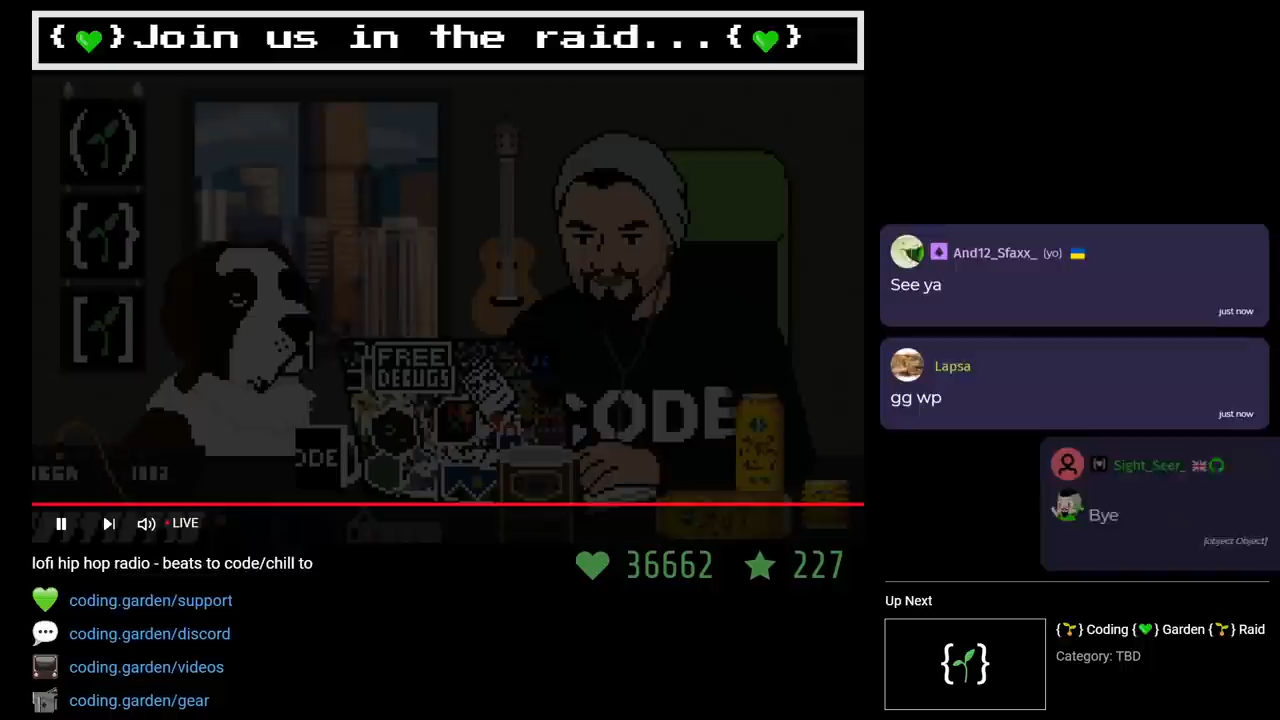 {💚}Join us in the raid...{💚}
FREE
CODE
ODE
LIVE
lofi hip hop radio - beats to code/chill to
36662
227
coding.garden/support
coding.garden/discord
coding.garden/videos
coding.garden/gear
And12_Sfaxx_ (yo)
See ya
just now
Lapsa
gg wp
just now
Sight_Seer_
Bye
[object Object]
Up Next
{🌱} Coding {💚} Garden {🌱} Raid
Category: TBD